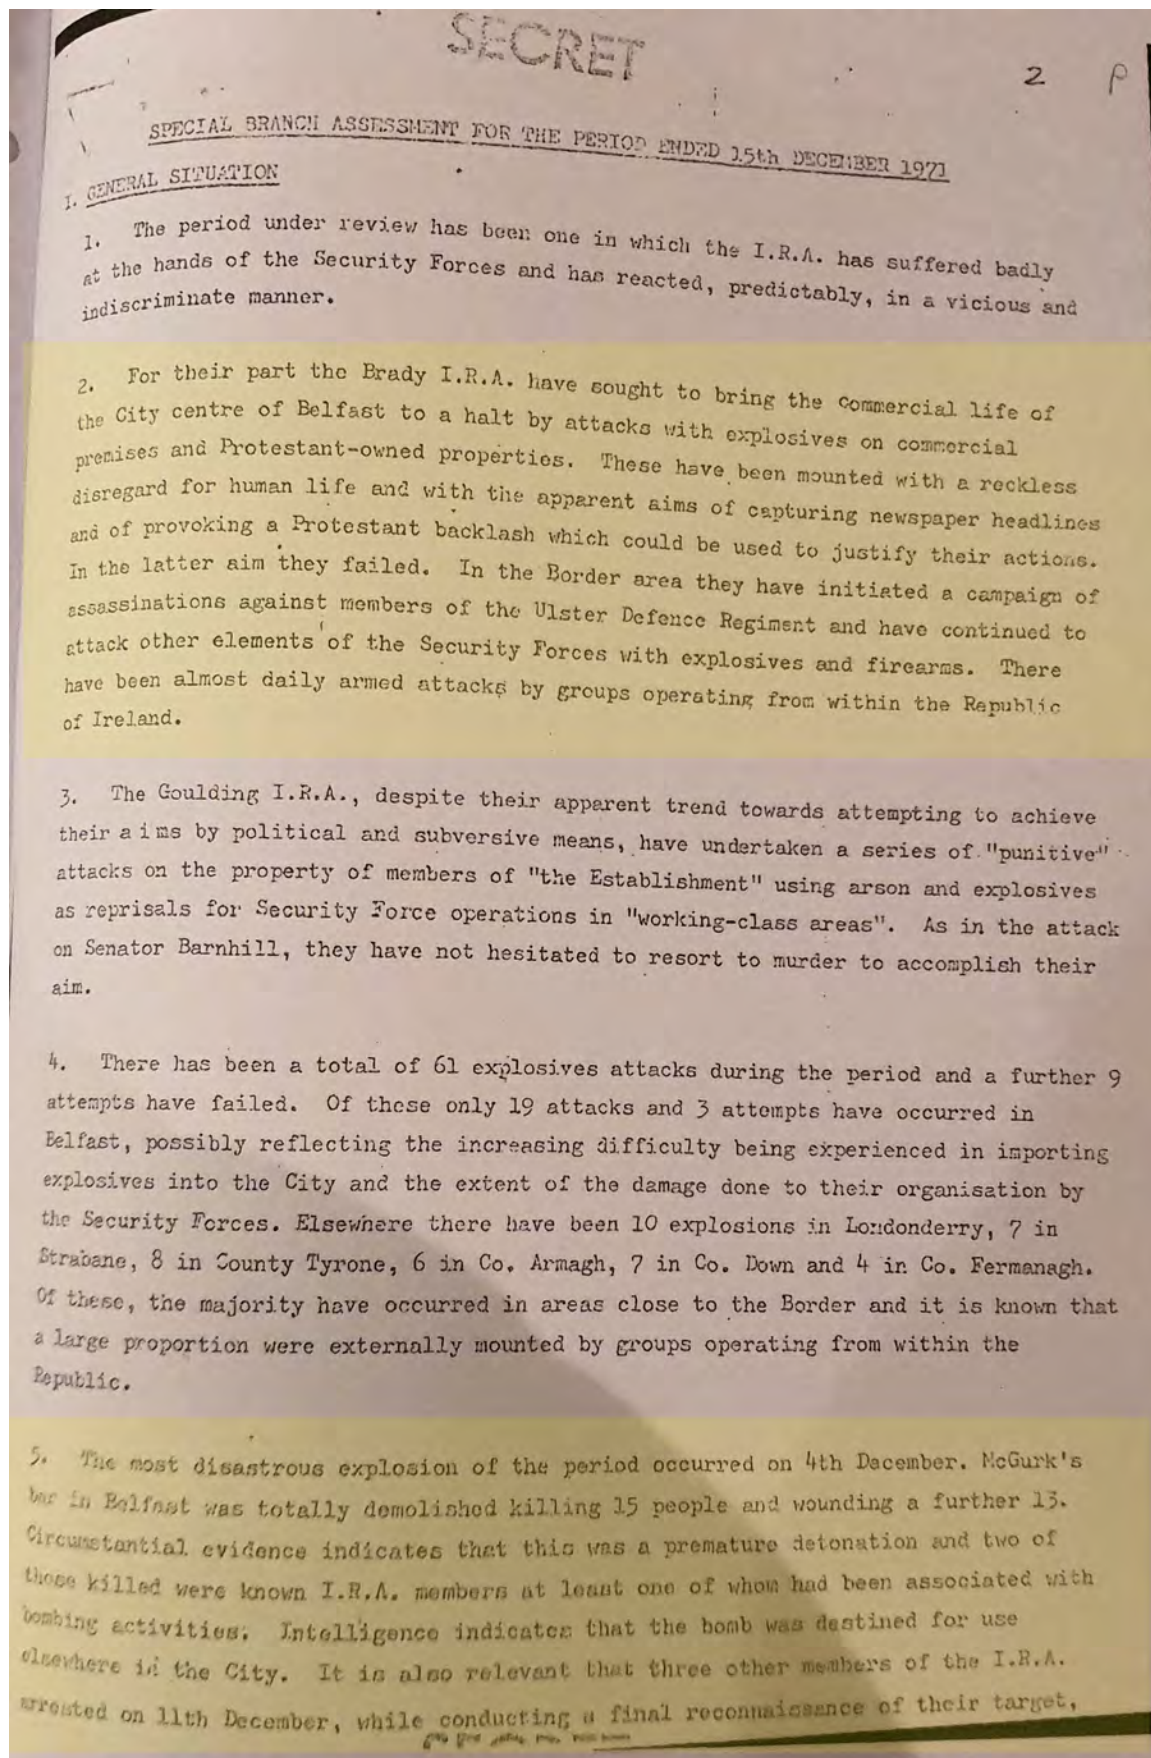 SECRET
2 P
SPECIAL BRANCH ASSESSMENT FOR THE PERIOD ENDED 15th DECEMBER 1971
I. GENERAL SITUATION
1. The period under review has been one in which the I.R.A. has suffered badly
at the hands of the Security Forces and has reacted, predictably, in a vicious and
indiscriminate manner.
2. For their part the Brady I.R.A. have sought to bring the commercial life of
the City centre of Belfast to a halt by attacks with explosives on commercial
premises and Protestant-owned properties. These have been mounted with a reckless
disregard for human life and with the apparent aims of capturing newspaper headlines
and of provoking a Protestant backlash which could be used to justify their actions.
In the latter aim they failed. In the Border area they have initiated a campaign of
assassinations against members of the Ulster Defence Regiment and have continued to
attack other elements of the Security Forces with explosives and firearms. There
have been almost daily armed attacks by groups operating from within the Republic
of Ireland.
3. The Goulding I.R.A., despite their apparent trend towards attempting to achieve
their aims by political and subversive means, have undertaken a series of "punitive"
attacks on the property of members of "the Establishment" using arson and explosives
as reprisals for Security Force operations in "working-class areas". As in the attack
on Senator Barnhill, they have not hesitated to resort to murder to accomplish their
aim.
4. There has been a total of 61 explosives attacks during the period and a further 9
attempts have failed. Of these only 19 attacks and 3 attempts have occurred in
Belfast, possibly reflecting the increasing difficulty being experienced in importing
explosives into the City and the extent of the damage done to their organisation by
the Security Forces. Elsewhere there have been 10 explosions in Londonderry, 7 in
Strabane, 8 in County Tyrone, 6 in Co. Armagh, 7 in Co. Down and 4 in Co. Fermanagh.
Of these, the majority have occurred in areas close to the Border and it is known that
a large proportion were externally mounted by groups operating from within the
Republic.
5. The most disastrous explosion of the period occurred on 4th December. McGurk's
bar in Belfast was totally demolished killing 15 people and wounding a further 13.
Circumstantial evidence indicates that this was a premature detonation and two of
those killed were known I.R.A. members at least one of whom had been associated with
bombing activities. Intelligence indicates that the bomb was destined for use
elsewhere in the City. It is also relevant that three other members of the I.R.A.
arrested on 11th December, while conducting a final reconnaissance of their target,